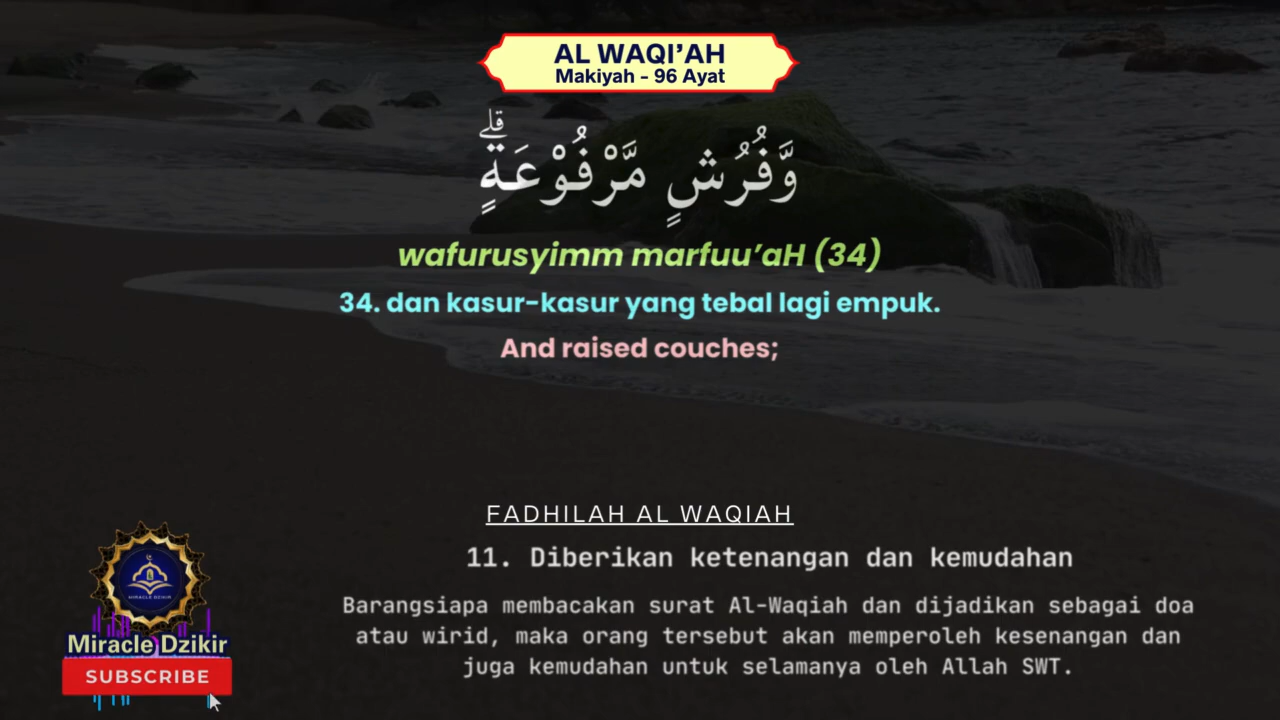 AL WAQI’AH
Makiyah - 96 Ayat
وَّفُرُشٍ مَّرْفُوْعَةٍۗ
wafurusyimm marfuu’aH (34)
34. dan kasur-kasur yang tebal lagi empuk.
And raised couches;
FADHILAH AL WAQIAH
11. Diberikan ketenangan dan kemudahan
Barangsiapa membacakan surat Al-Waqiah dan dijadikan sebagai doa
atau wirid, maka orang tersebut akan memperoleh kesenangan dan
juga kemudahan untuk selamanya oleh Allah SWT.
MIRACLE DZIKIR
Miracle Dzikir
SUBSCRIBE